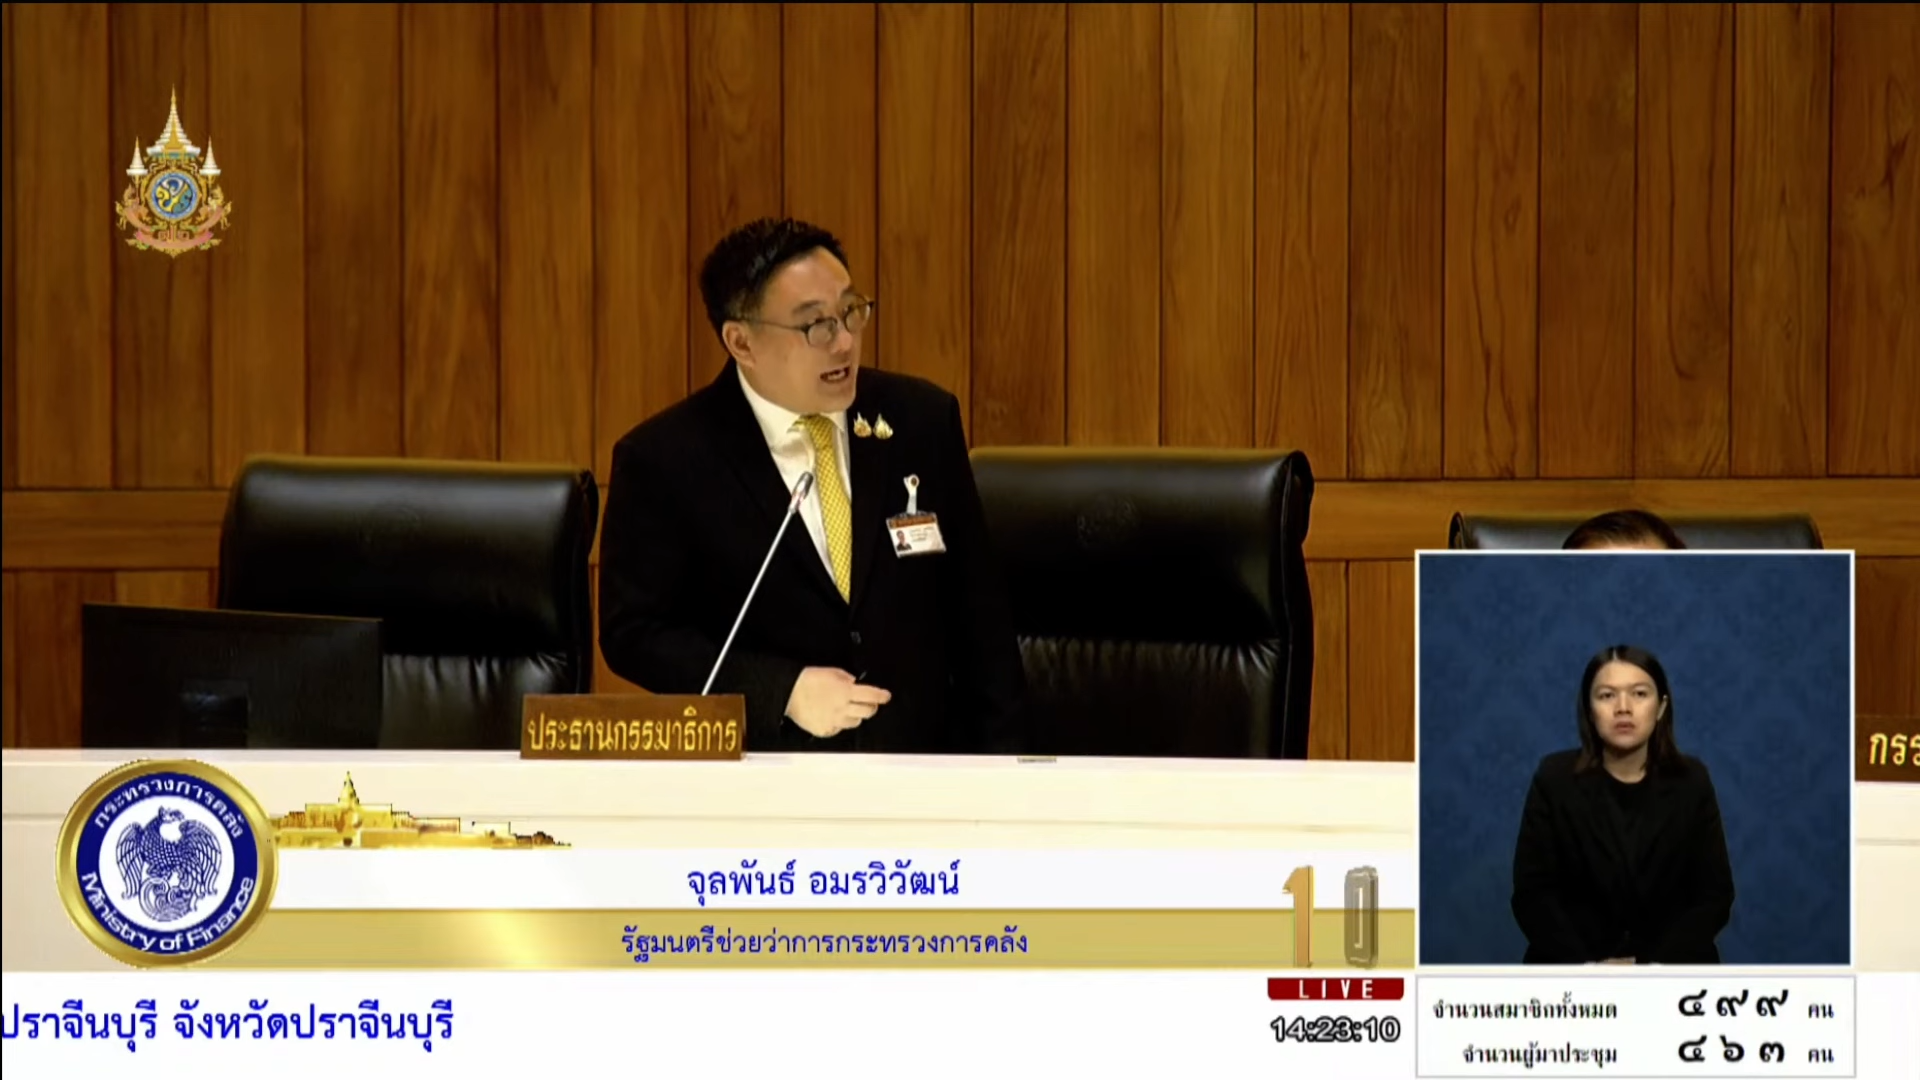 ประธานกรรมาธิการ
กรร
กระทรวงการคลัง
Ministry of Finance
จุลพันธ์ อมรวิวัฒน์
รัฐมนตรีช่วยว่าการกระทรวงการคลัง
10
LIVE
14:23:10
ปราจีนบุรี จังหวัดปราจีนบุรี
จำนวนสมาชิกทั้งหมด ๔๙๙ คน
จำนวนผู้มาประชุม ๔๖๓ คน